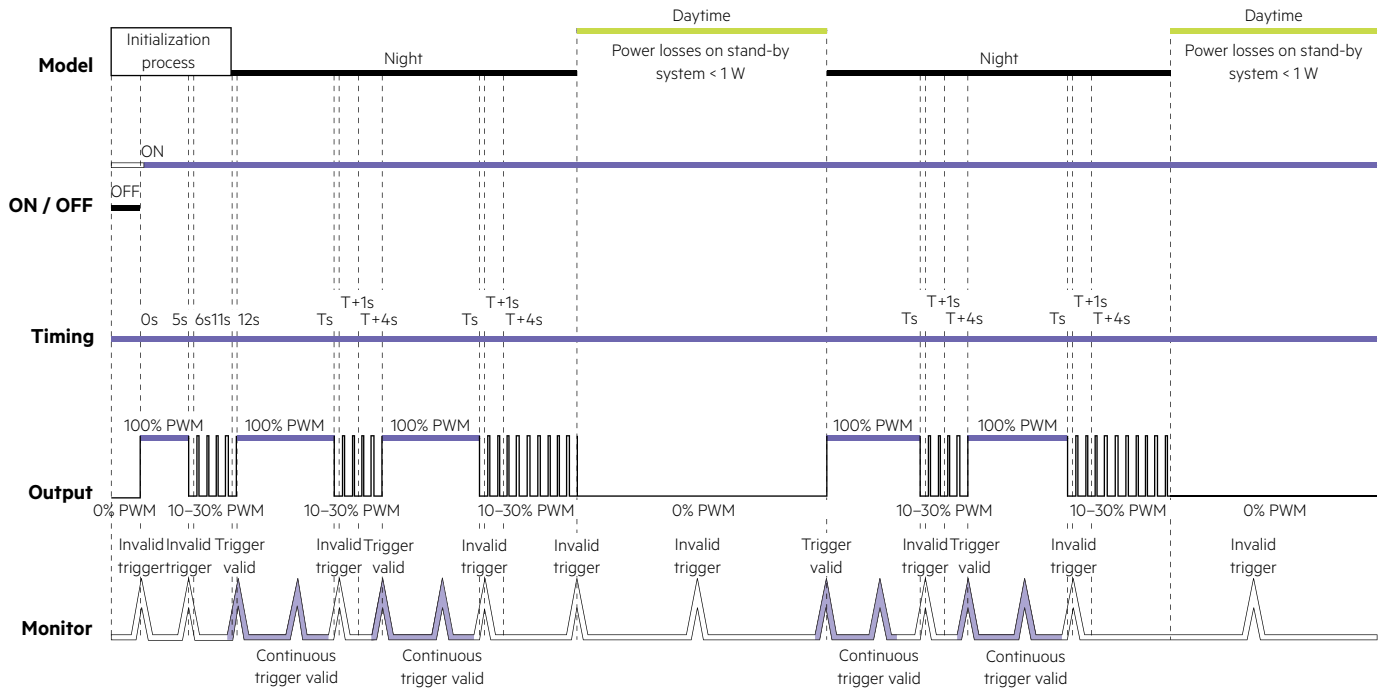 Daytime
Daytime
Initialization
process
Model
Night
Power losses on stand-by
system < 1 W
Night
Power losses on stand-by
system < 1 W
ON
OFF
ON / OFF
T+1s
T+1s
T+1s
T+1s
0s 5s 6s 11s 12s Ts T+4s Ts T+4s Ts T+4s Ts T+4s
Timing
100% PWM 100% PWM 100% PWM 100% PWM 100% PWM
Output
0% PWM 10–30% PWM 10–30% PWM 10–30% PWM 0% PWM 10–30% PWM 10–30% PWM 0% PWM
Invalid
trigger
Invalid
trigger
Trigger
valid
Invalid
trigger
Trigger
valid
Invalid
trigger
Invalid
trigger
Invalid
trigger
Trigger
valid
Invalid
trigger
Trigger
valid
Invalid
trigger
Invalid
trigger
Monitor
Continuous
trigger valid
Continuous
trigger valid
Continuous
trigger valid
Continuous
trigger valid